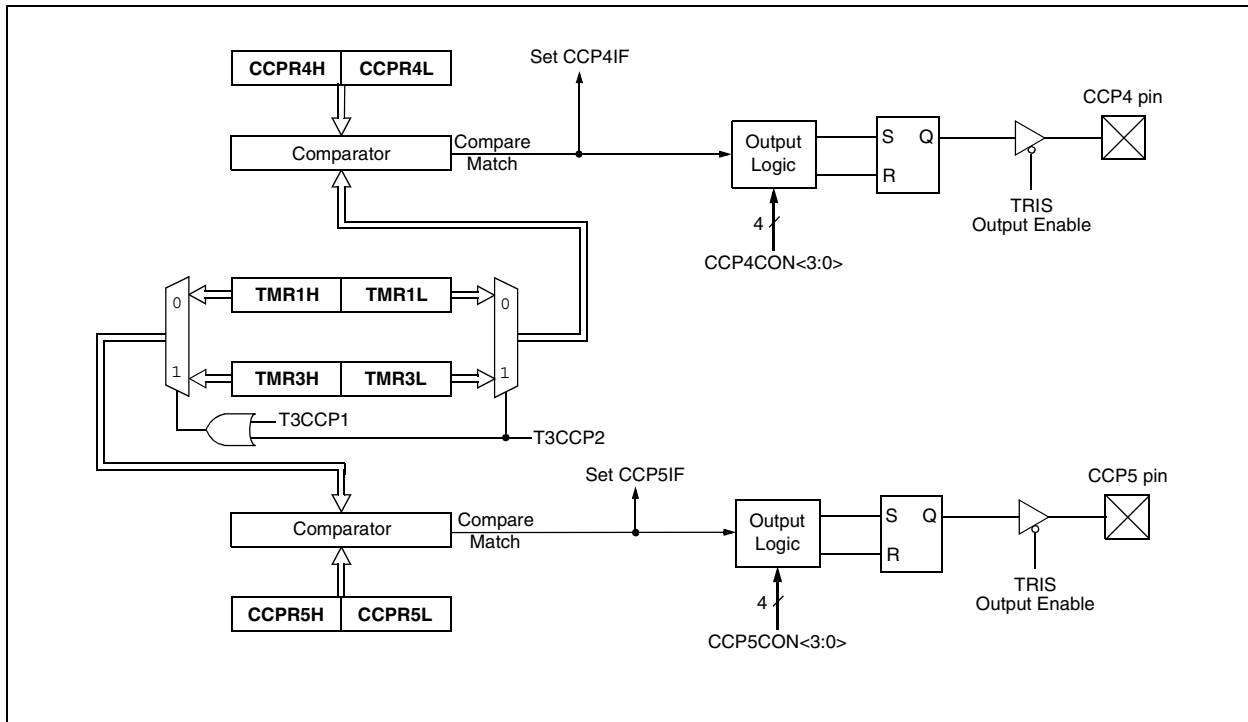 CCPR4H CCPR4L
Set CCP4IF
CCP4 pin
Comparator
Compare
Match
Output
Logic
S Q
R
TRIS
Output Enable
4
CCP4CON<3:0>
0 TMR1H TMR1L 0
1 TMR3H TMR3L 1
T3CCP1
T3CCP2
Set CCP5IF
CCP5 pin
Comparator
Compare
Match
Output
Logic
S Q
R
TRIS
Output Enable
4
CCPR5H CCPR5L
CCP5CON<3:0>